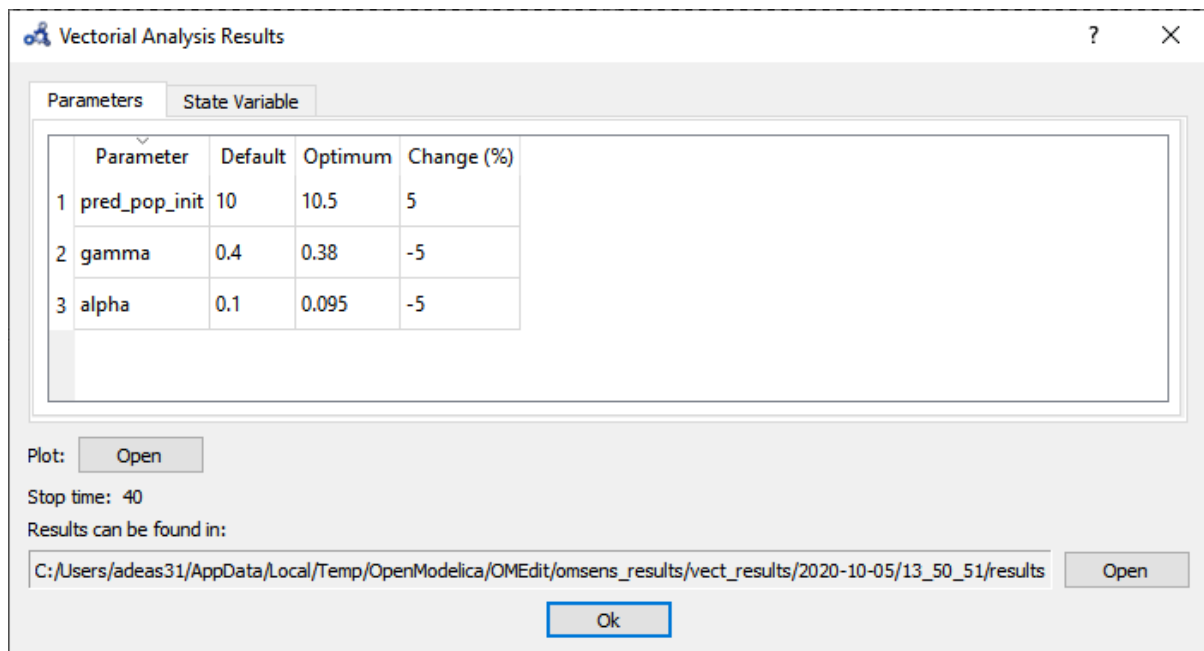 Vectorial Analysis Results ?
Parameters State Variable
Parameter Default Optimum Change (%)
1 pred_pop_init 10 10.5 5
2 gamma 0.4 0.38 -5
3 alpha 0.1 0.095 -5
Plot: Open
Stop time: 40
Results can be found in:
C:/Users/adeas31/AppData/Local/Temp/OpenModelica/OMEdit/omsens_results/vect_results/2020-10-05/13_50_51/results Open
Ok